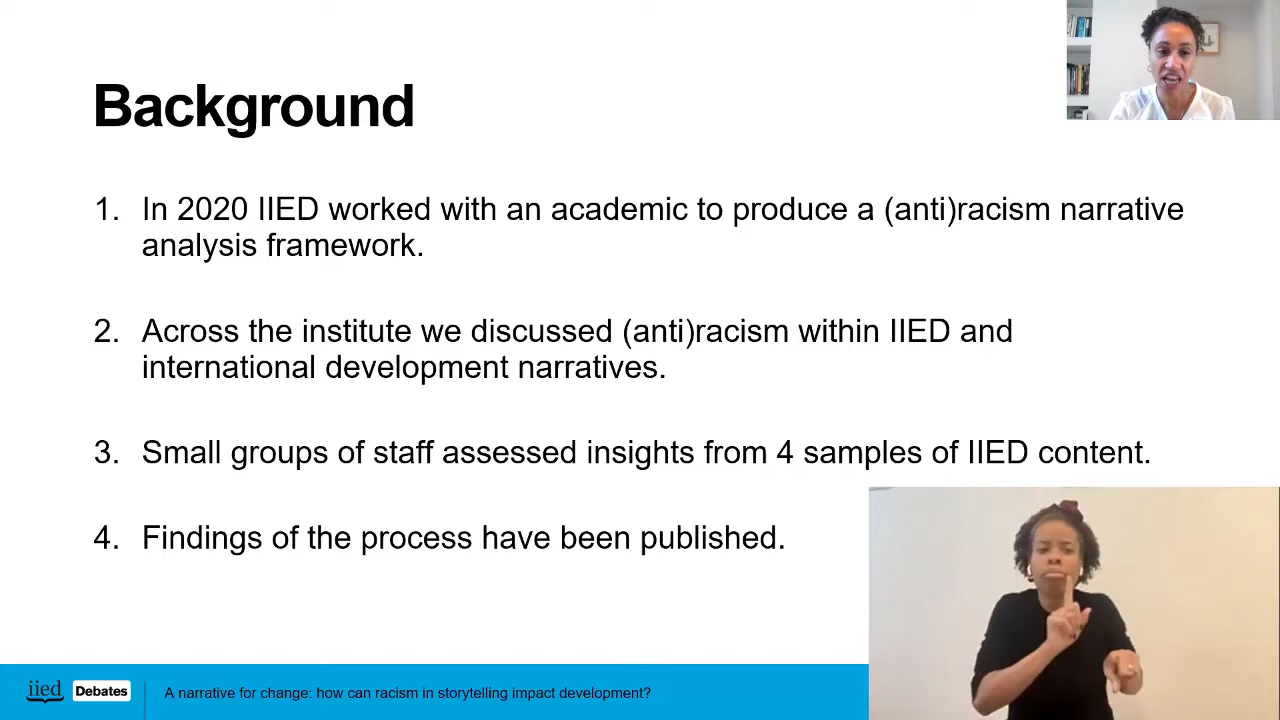 Background
1. In 2020 IIED worked with an academic to produce a (anti)racism narrative
analysis framework.
2. Across the institute we discussed (anti)racism within IIED and
international development narratives.
3. Small groups of staff assessed insights from 4 samples of IIED content.
4. Findings of the process have been published.
iied Debates
A narrative for change: how can racism in storytelling impact development?